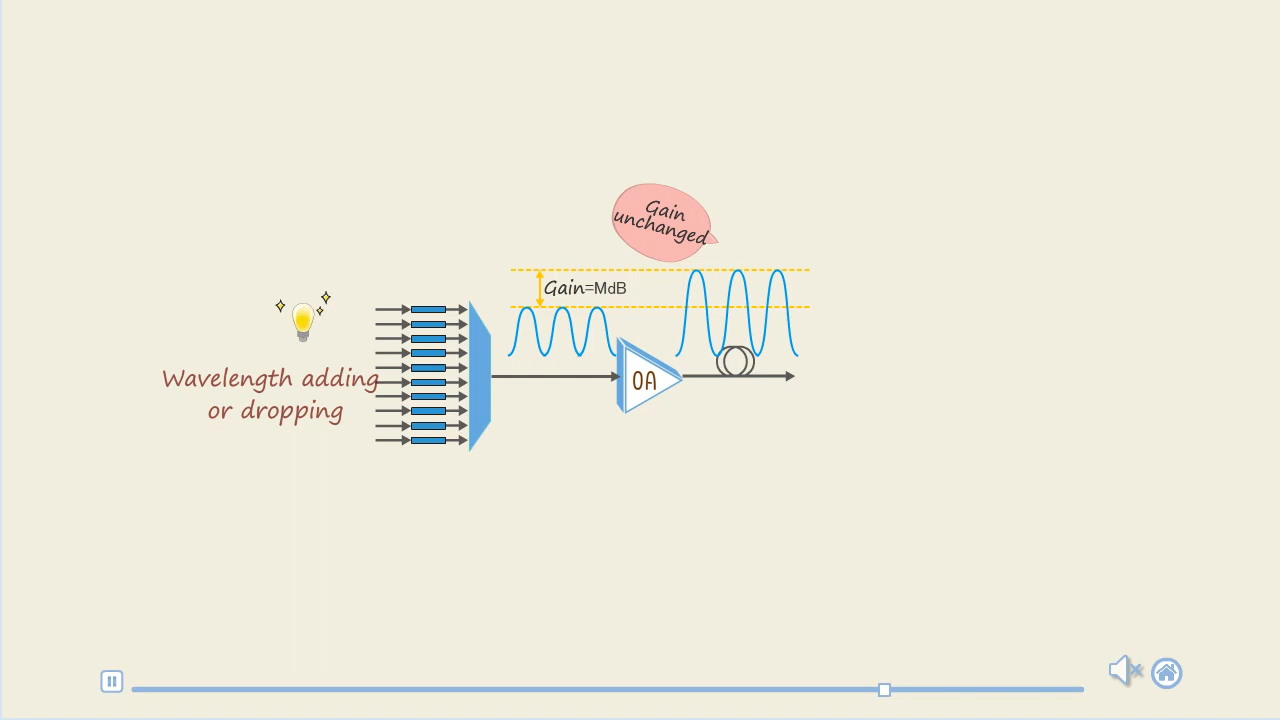 Gain
unchanged
Gain=MdB
Wavelength adding
or dropping
OA